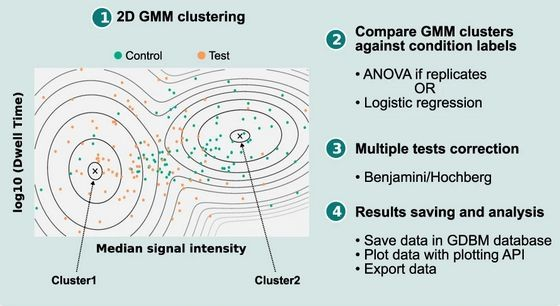 1 2D GMM clustering
Control Test
log10 (Dwell Time)
Median signal intensity
Cluster1
Cluster2
2 Compare GMM clusters
against condition labels
• ANOVA if replicates
OR
• Logistic regression
3 Multiple tests correction
• Benjamini/Hochberg
4 Results saving and analysis
• Save data in GDBM database
• Plot data with plotting API
• Export data